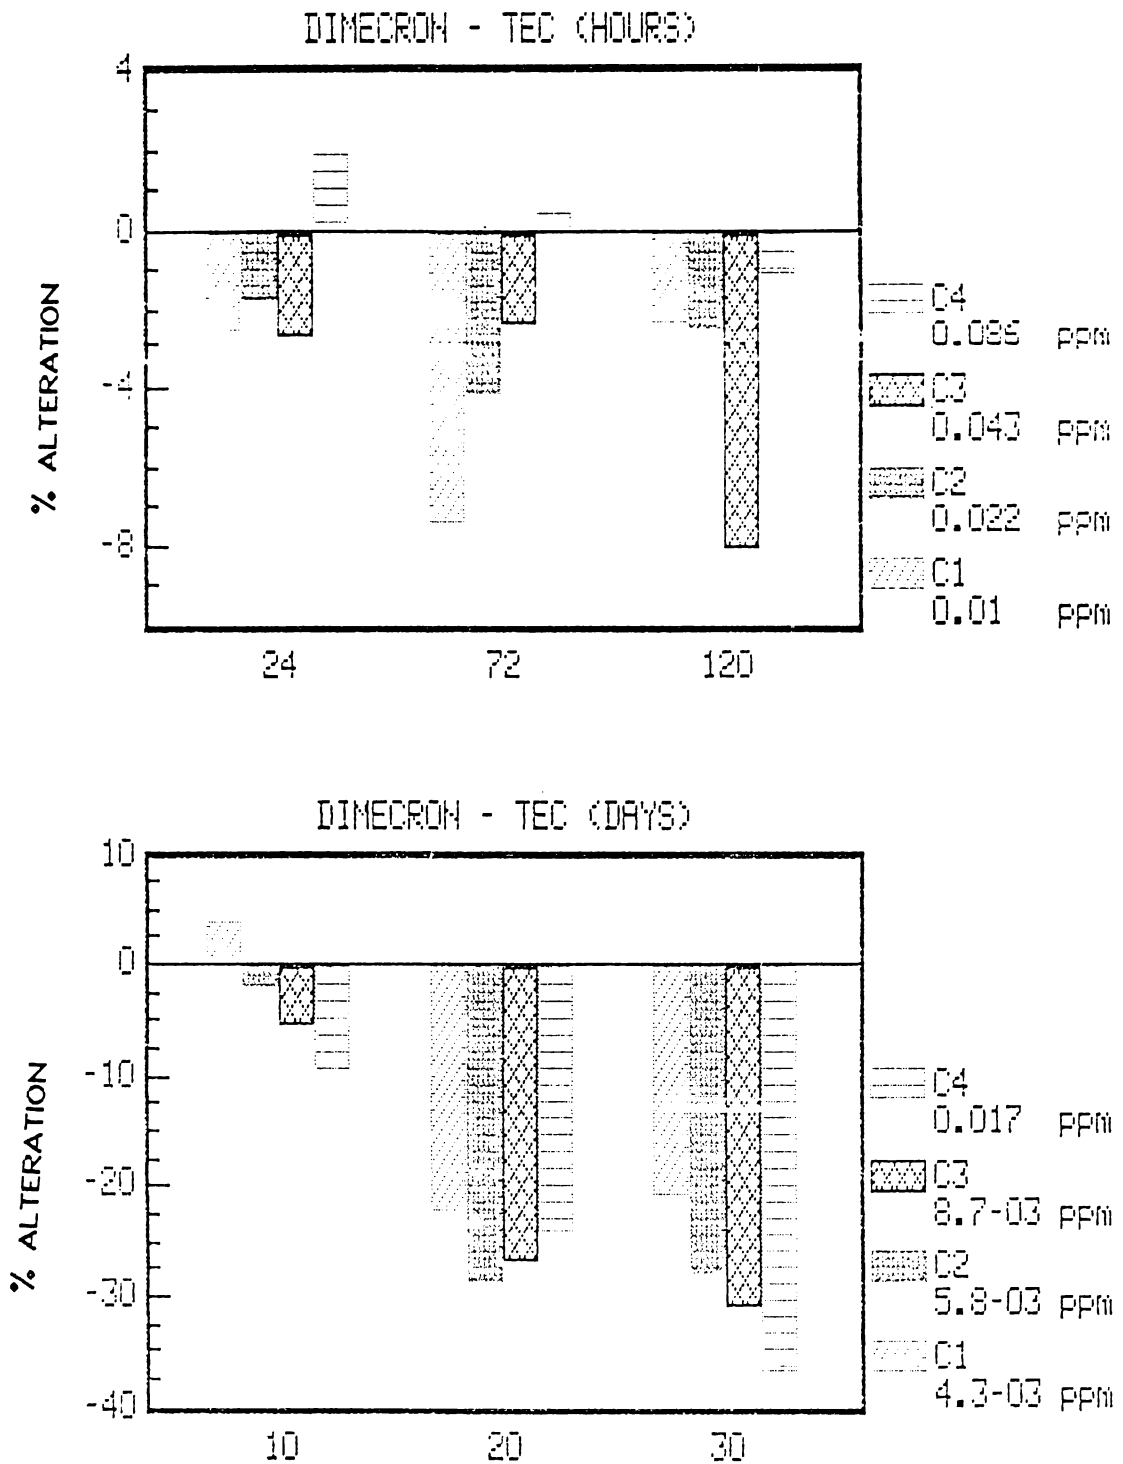 DIMECRON - TEC (HOURS)
% ALTERATION
4
0
-4
-8
24 72 120
C4
0.086 ppm
C3
0.043 ppm
C2
0.022 ppm
C1
0.01 ppm
DIMECRON - TEC (DAYS)
% ALTERATION
10
0
-10
-20
-30
-40
10 20 30
C4
0.017 ppm
C3
8.7-03 ppm
C2
5.8-03 ppm
C1
4.3-03 ppm